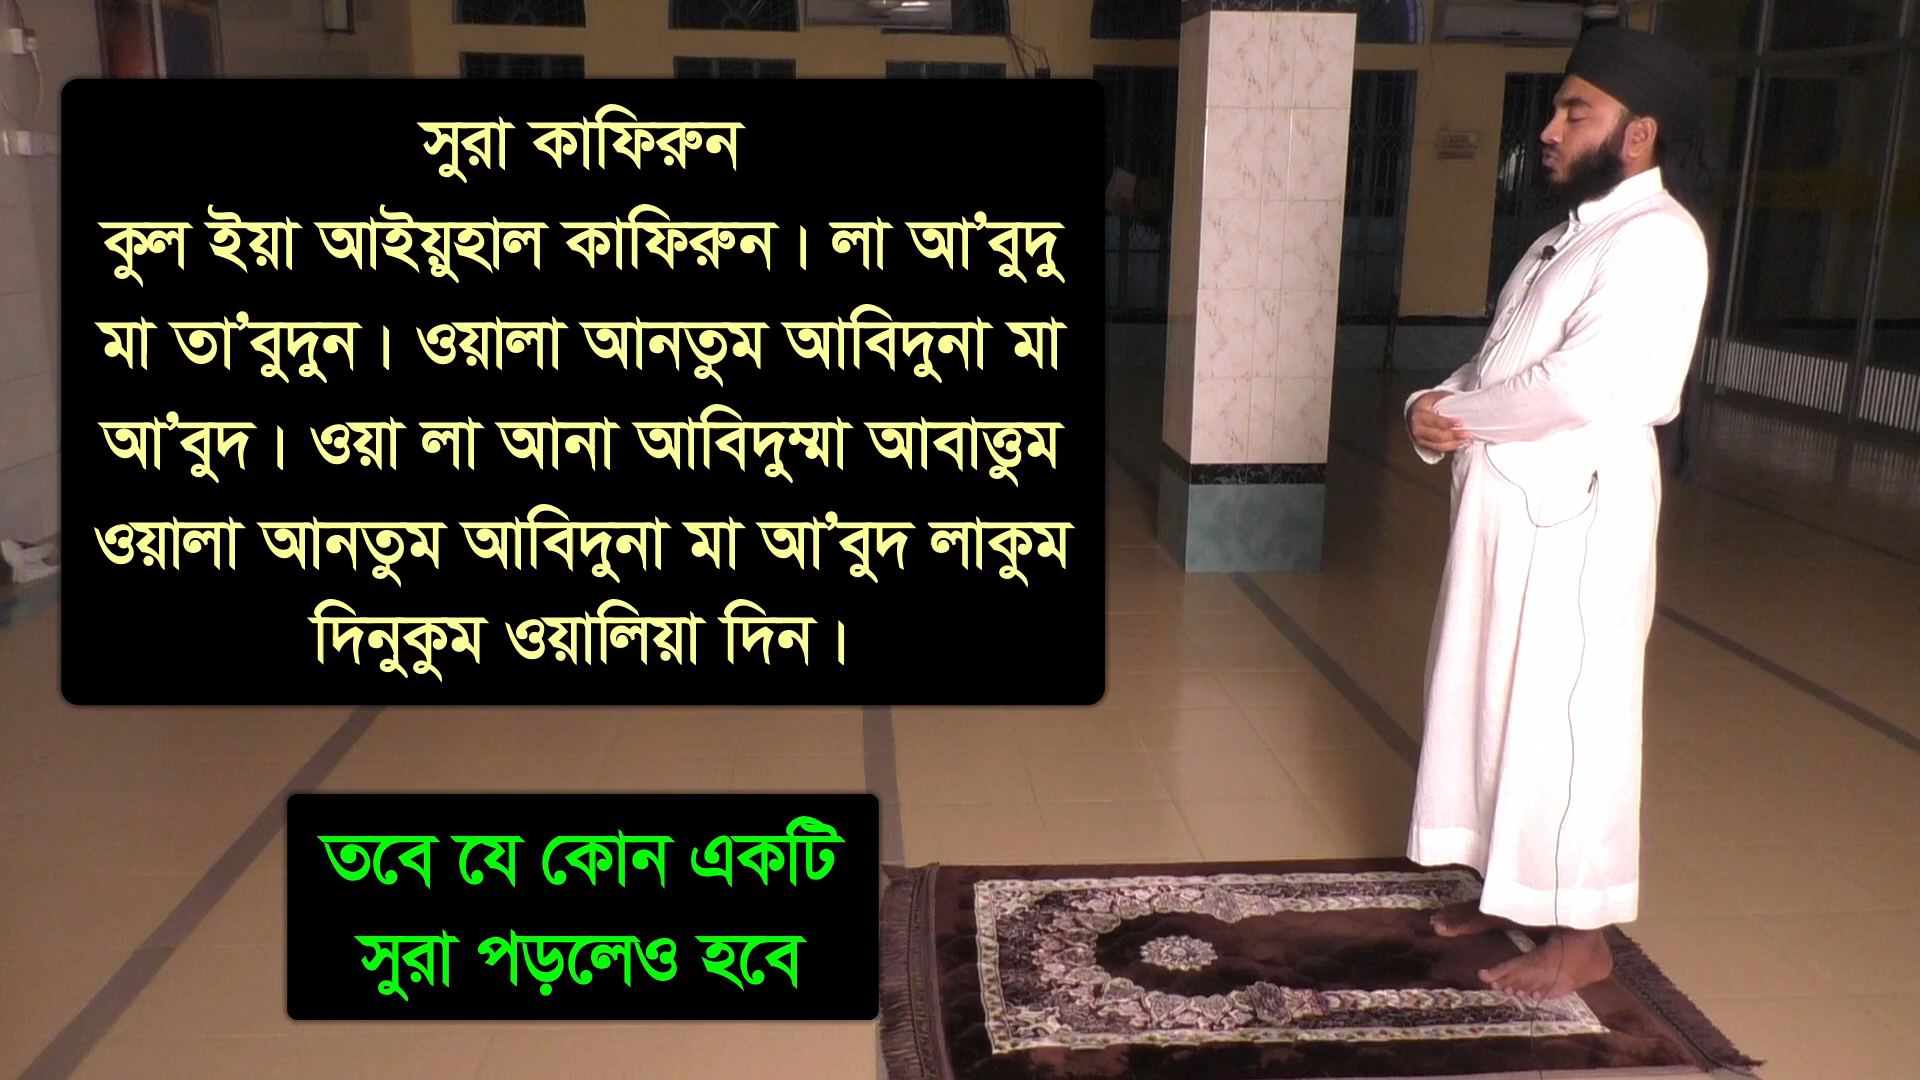 সুরা কাফিরুন
কুল ইয়া আইয়ুহাল কাফিরুন। লা আ’বুদু
মা তা’বুদুন। ওয়ালা আনতুম আবিদুনা মা
আ’বুদ। ওয়া লা আনা আবিদুম্মা আবাত্তুম
ওয়ালা আনতুম আবিদুনা মা আ’বুদ লাকুম
দিনুকুম ওয়ালিয়া দিন।
তবে যে কোন একটি
সুরা পড়লেও হবে